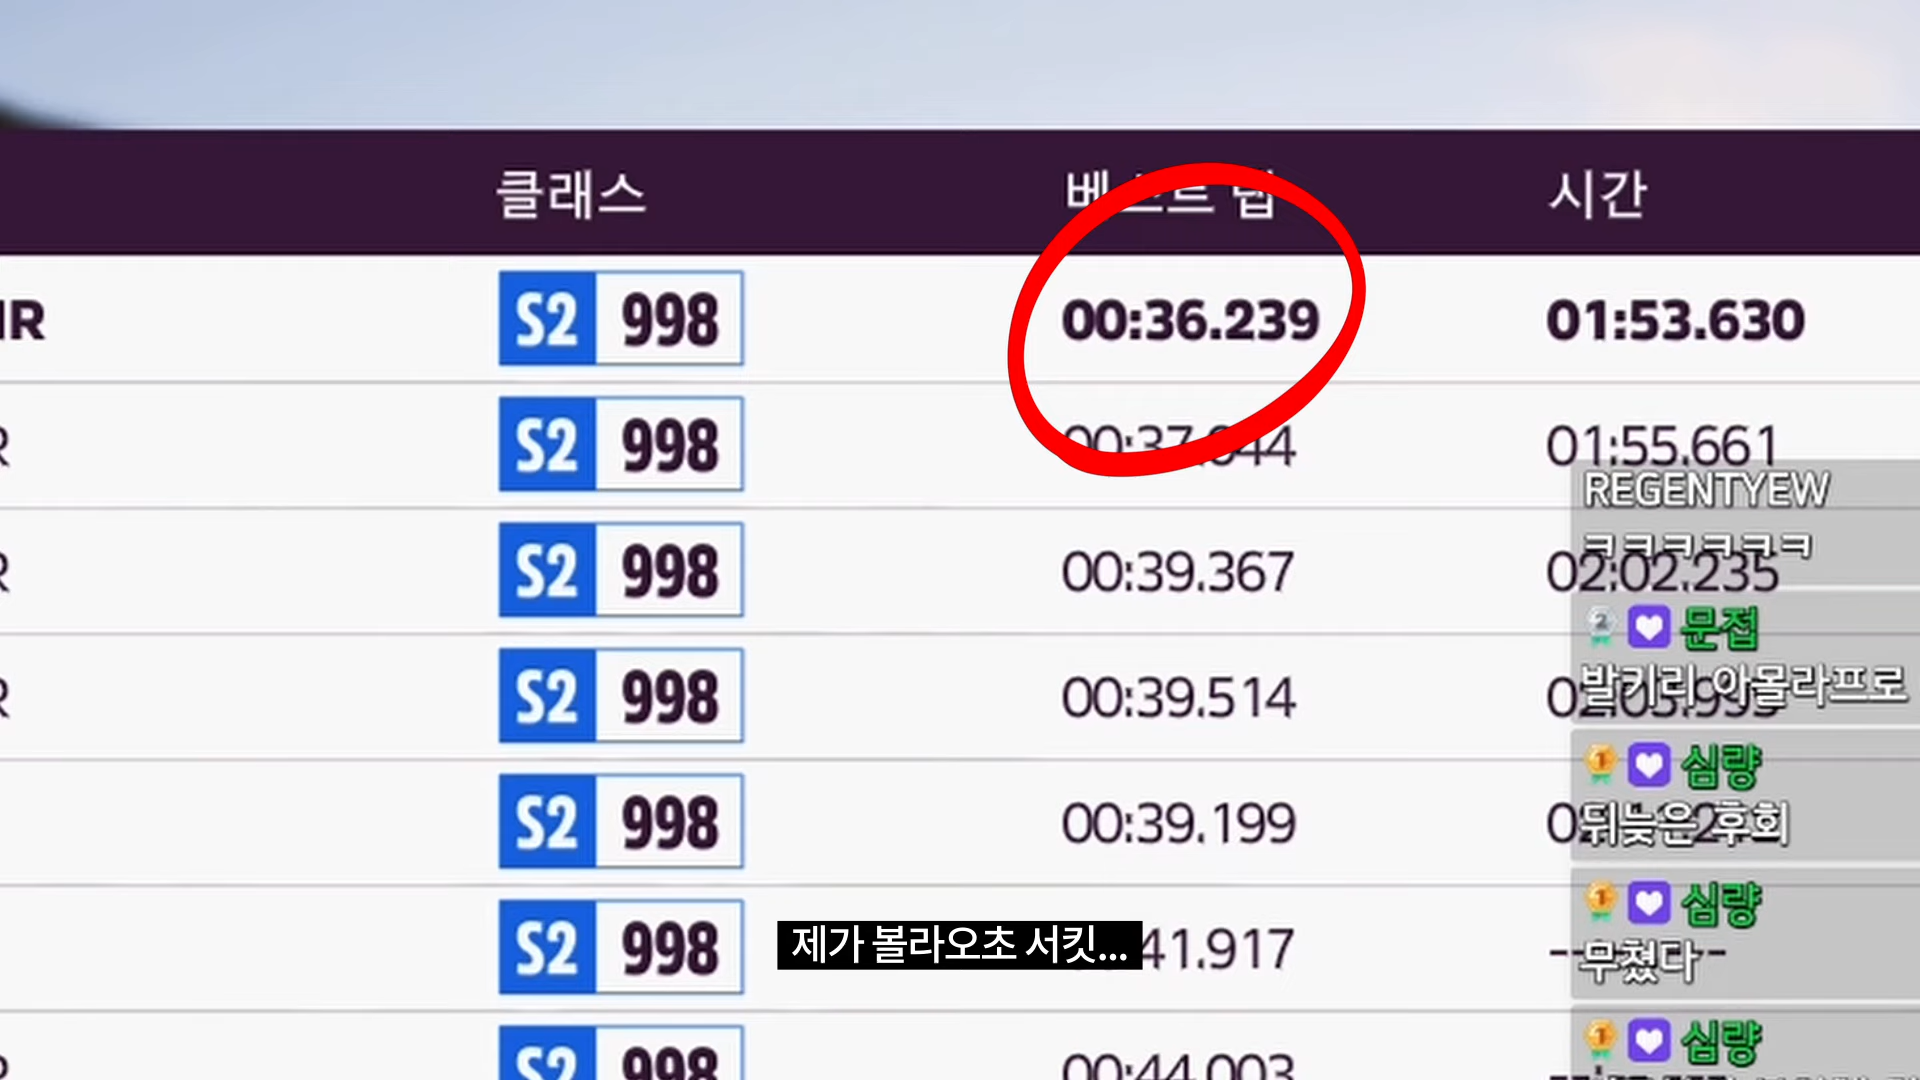 클래스 베스트 랩 시간
S2 998 00:36.239 01:53.630
S2 998 00:37.044 01:55.661
S2 998 00:39.367 02:02.235
S2 998 00:39.514
S2 998 00:39.199
S2 998 41.917
S2 998 00:44.003
REGENTYEW
ㅋㅋㅋㅋㅋㅋ
문접
발키리 아몰라프로
심량
뒤늦은 후회
심량
무쳤다
심량
제가 볼라오초 서킷...